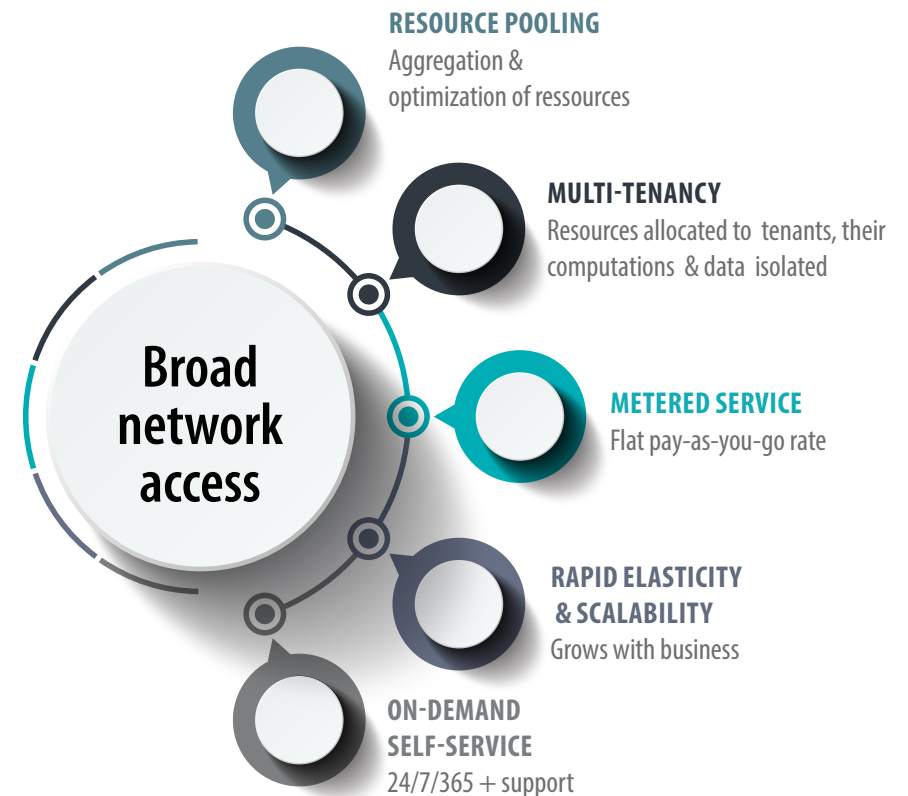 RESOURCE POOLING
Aggregation &
optimization of ressources
MULTI-TENANCY
Resources allocated to tenants, their
computations & data isolated
Broad
network
access
METERED SERVICE
Flat pay-as-you-go rate
RAPID ELASTICITY
& SCALABILITY
Grows with business
ON-DEMAND
SELF-SERVICE
24/7/365 + support